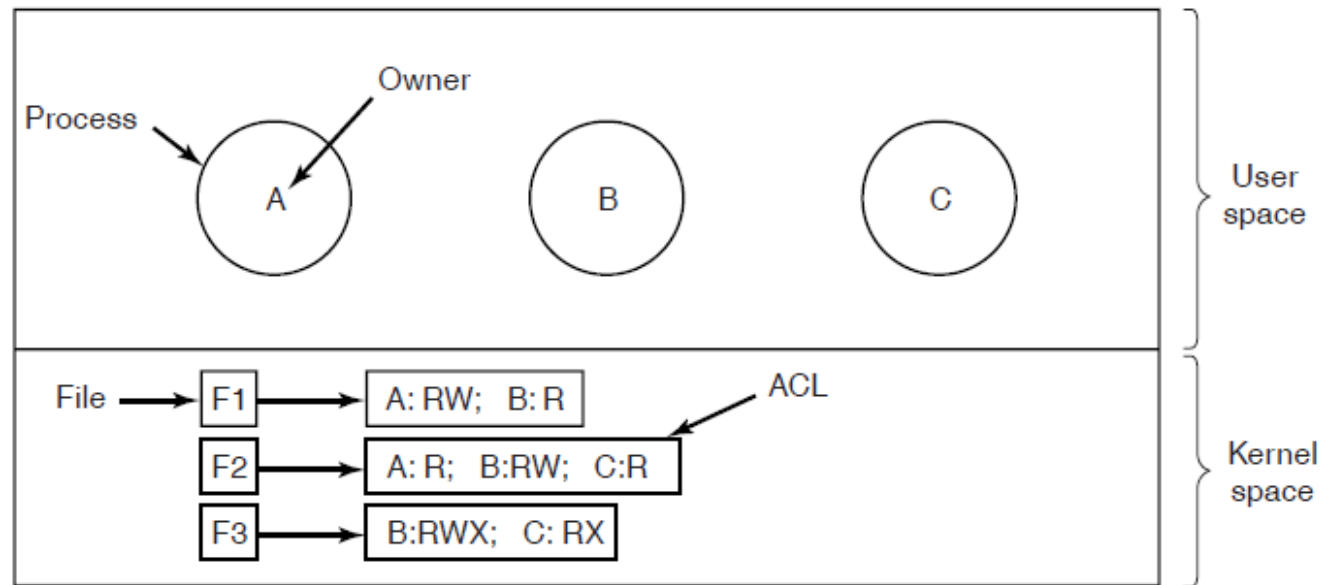 Owner
Process
A
B
C
User
space
File
F1
A: RW; B: R
ACL
F2
A: R; B:RW; C:R
F3
B:RWX; C: RX
Kernel
space